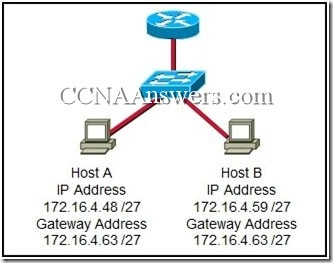 CCNAAnswers.com
Host A
IP Address
172.16.4.48 /27
Gateway Address
172.16.4.63 /27
Host B
IP Address
172.16.4.59 /27
Gateway Address
172.16.4.63 /27